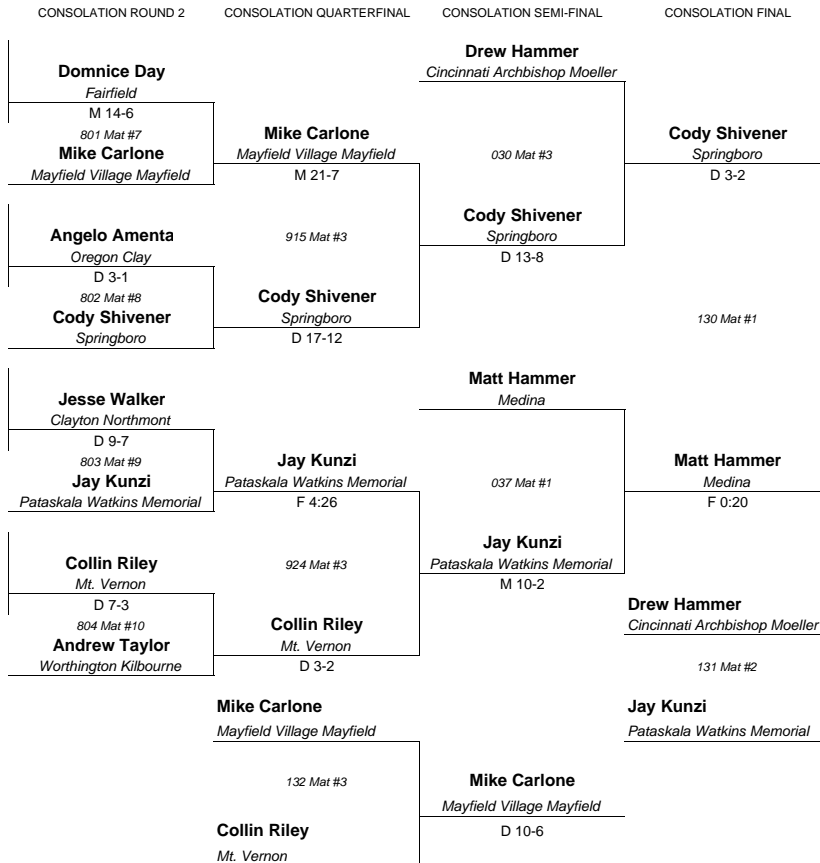 CONSOLATION ROUND 2
CONSOLATION QUARTERFINAL
CONSOLATION SEMI-FINAL
CONSOLATION FINAL
Domnice Day
Fairfield
M 14-6
801 Mat #7
Mike Carlone
Mayfield Village Mayfield
Angelo Amenta
Oregon Clay
D 3-1
802 Mat #8
Cody Shivener
Springboro
Jesse Walker
Clayton Northmont
D 9-7
803 Mat #9
Jay Kunzi
Pataskala Watkins Memorial
Collin Riley
Mt. Vernon
D 7-3
804 Mat #10
Andrew Taylor
Worthington Kilbourne
Mike Carlone
Mayfield Village Mayfield
M 21-7
915 Mat #3
Cody Shivener
Springboro
D 17-12
Jay Kunzi
Pataskala Watkins Memorial
F 4:26
924 Mat #3
Collin Riley
Mt. Vernon
D 3-2
Mike Carlone
Mayfield Village Mayfield
132 Mat #3
Collin Riley
Mt. Vernon
Drew Hammer
Cincinnati Archbishop Moeller
030 Mat #3
Cody Shivener
Springboro
D 13-8
Matt Hammer
Medina
037 Mat #1
Jay Kunzi
Pataskala Watkins Memorial
M 10-2
Mike Carlone
Mayfield Village Mayfield
D 10-6
Cody Shivener
Springboro
D 3-2
130 Mat #1
Matt Hammer
Medina
F 0:20
Drew Hammer
Cincinnati Archbishop Moeller
131 Mat #2
Jay Kunzi
Pataskala Watkins Memorial